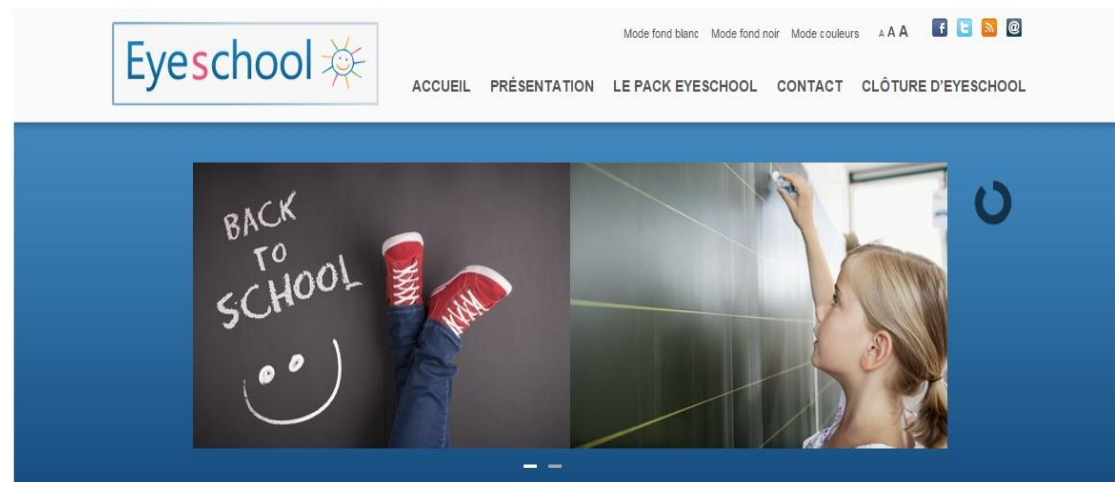 Mode fond blanc Mode fond noir Mode couleurs A A A
Eyeschool
ACCUEIL PRÉSENTATION LE PACK EYESCHOOL CONTACT CLÔTURE D'EYESCHOOL
BACK
TO
SCHOOL